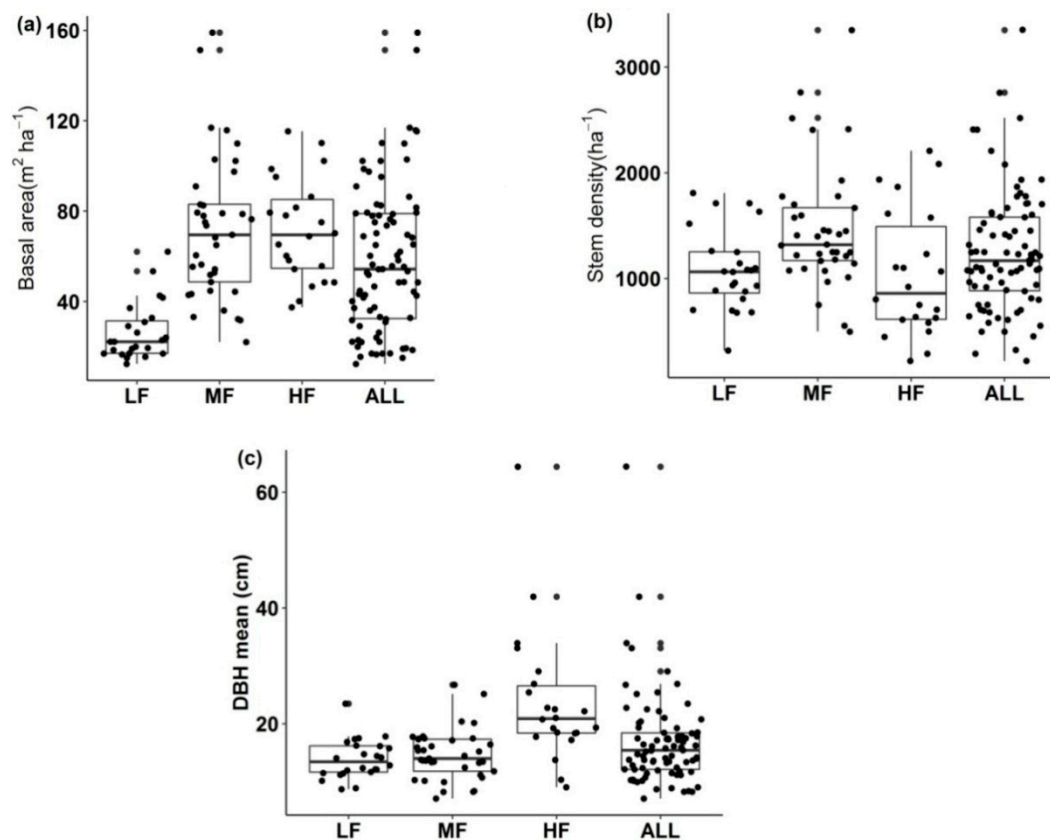 (a)
160
120
80
40
Basal area(m² ha⁻¹)
LF MF HF ALL
(b)
3000
2000
1000
Stem density(ha⁻¹)
LF MF HF ALL
(c)
60
40
20
DBH mean (cm)
LF MF HF ALL